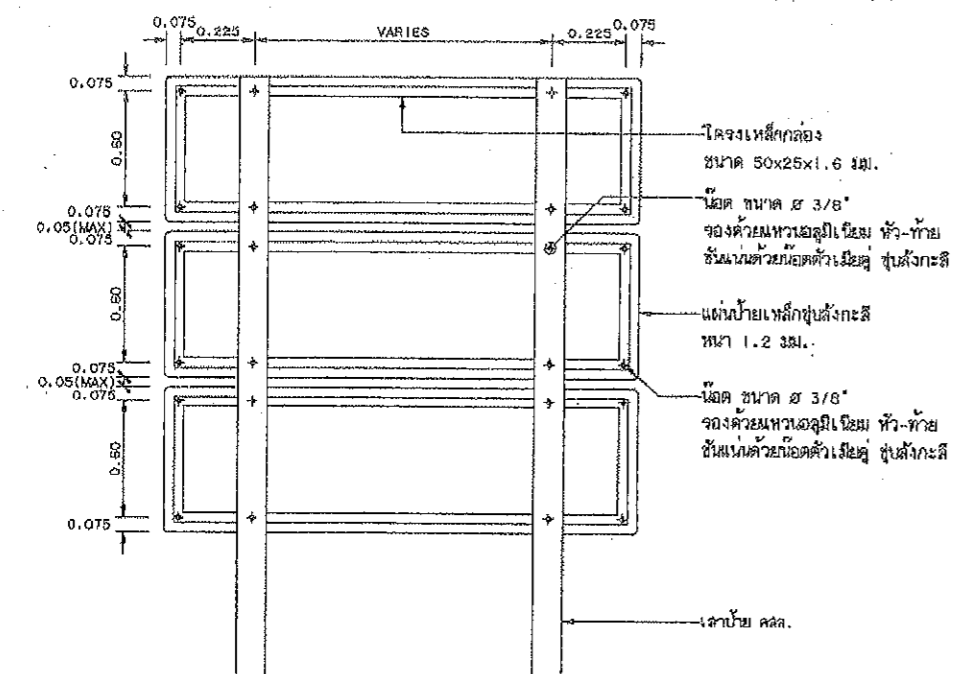 0.075
0.225
VARIES
0.225
0.075
0.075
0.60
0.075
0.05(MAX)
0.075
0.60
0.075
0.05(MAX)
0.075
0.60
0.075
โครงเหล็กกล่อง
ขนาด 50x25x1.6 มม.
น๊อต ขนาด ø 3/8"
รองด้วยแหวนอลูมิเนียม หัว-ท้าย
ขันแน่นด้วยน๊อตตัวเมียคู่ ชุบสังกะสี
แผ่นป้ายเหล็กชุบสังกะสี
หนา 1.2 มม.
น๊อต ขนาด ø 3/8"
รองด้วยแหวนอลูมิเนียม หัว-ท้าย
ขันแน่นด้วยน๊อตตัวเมียคู่ ชุบสังกะสี
เสาป้าย คสล.